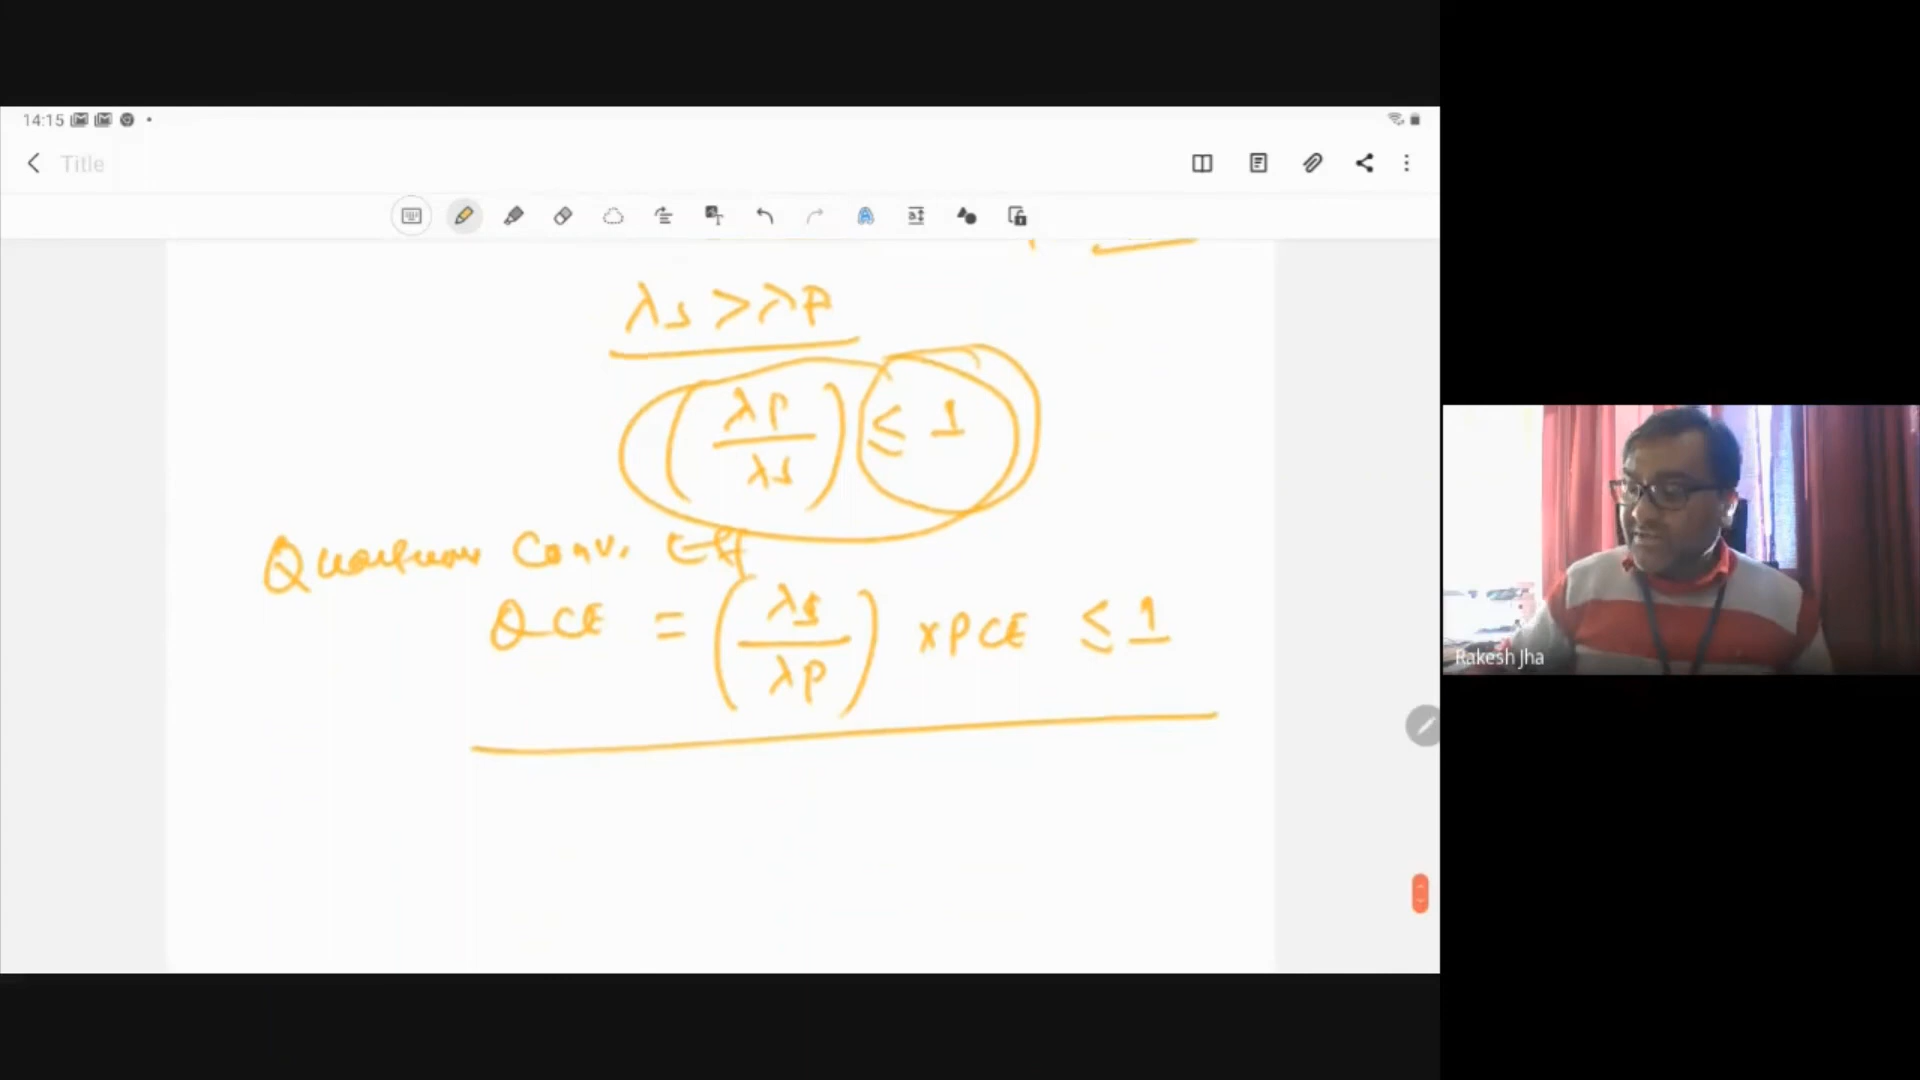 14:15
Title
λs > λP
(λP / λs) ≤ 1
Quantum Conv. Eff
QCE = (λs / λP) x PCE ≤ 1
Rakesh Jha